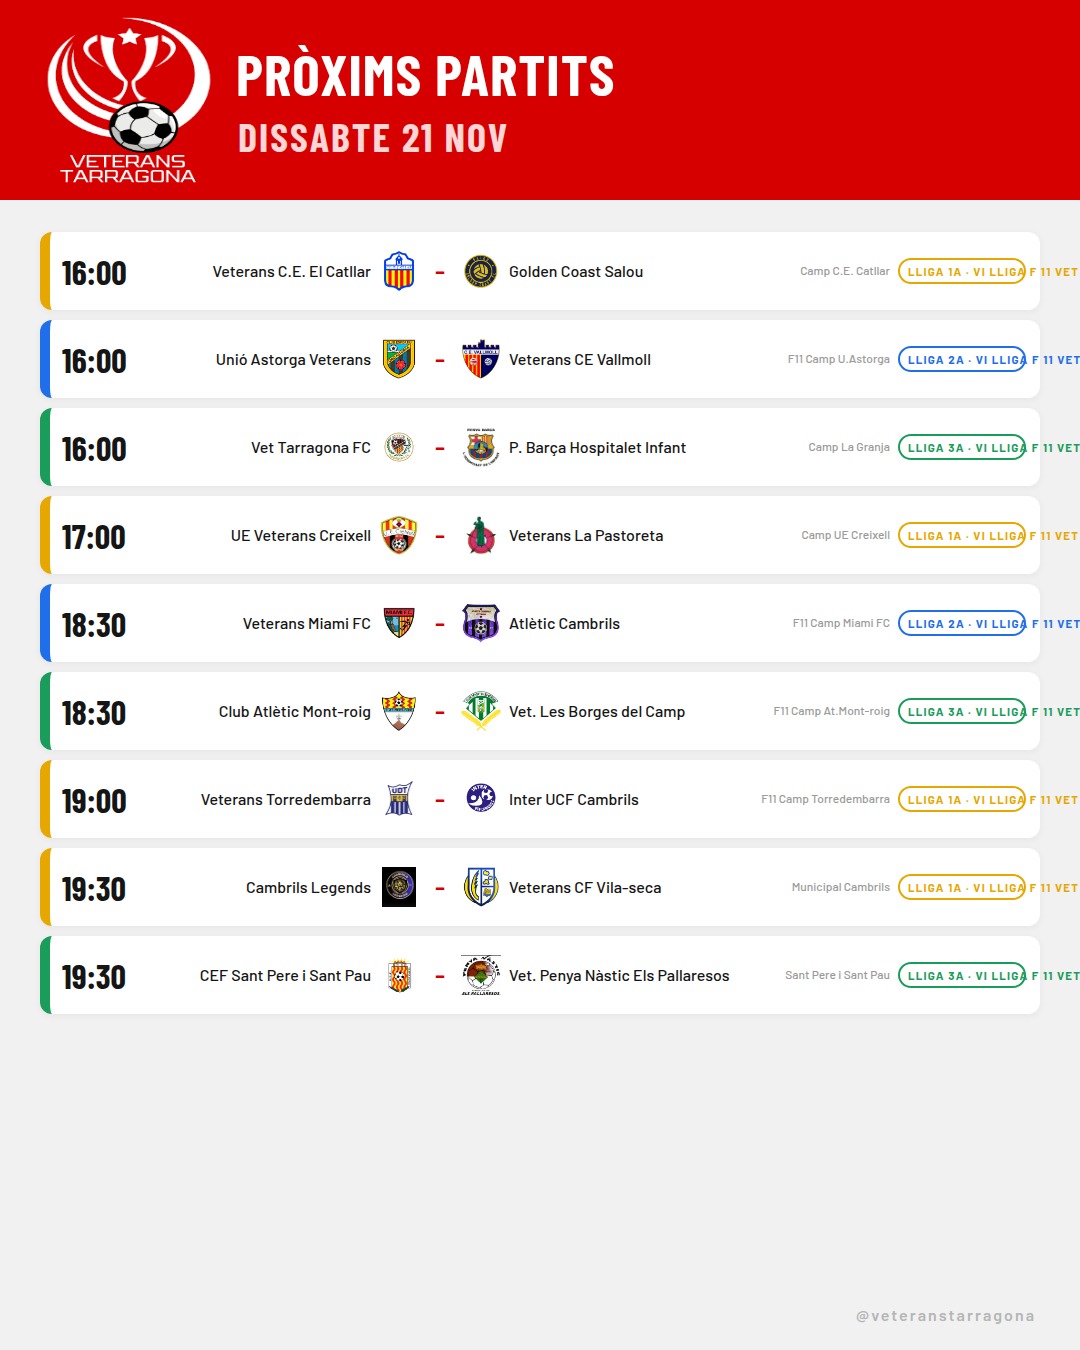 VETERANS
TARRAGONA
PRÒXIMS PARTITS
DISSABTE 21 NOV
16:00 Veterans C.E. El Catllar - Golden Coast Salou Camp C.E. Catllar LLIGA 1A · VI LLIGA F 11 VET
16:00 Unió Astorga Veterans - Veterans CE Vallmoll F11 Camp U.Astorga LLIGA 2A · VI LLIGA F 11 VET
16:00 Vet Tarragona FC - P. Barça Hospitalet Infant Camp La Granja LLIGA 3A · VI LLIGA F 11 VET
17:00 UE Veterans Creixell - Veterans La Pastoreta Camp UE Creixell LLIGA 1A · VI LLIGA F 11 VET
18:30 Veterans Miami FC - Atlètic Cambrils F11 Camp Miami FC LLIGA 2A · VI LLIGA F 11 VET
18:30 Club Atlètic Mont-roig - Vet. Les Borges del Camp F11 Camp At.Mont-roig LLIGA 3A · VI LLIGA F 11 VET
19:00 Veterans Torredembarra - Inter UCF Cambrils F11 Camp Torredembarra LLIGA 1A · VI LLIGA F 11 VET
19:30 Cambrils Legends - Veterans CF Vila-seca Municipal Cambrils LLIGA 1A · VI LLIGA F 11 VET
19:30 CEF Sant Pere i Sant Pau - Vet. Penya Nàstic Els Pallaresos Sant Pere i Sant Pau LLIGA 3A · VI LLIGA F 11 VET
@veteranstarragona